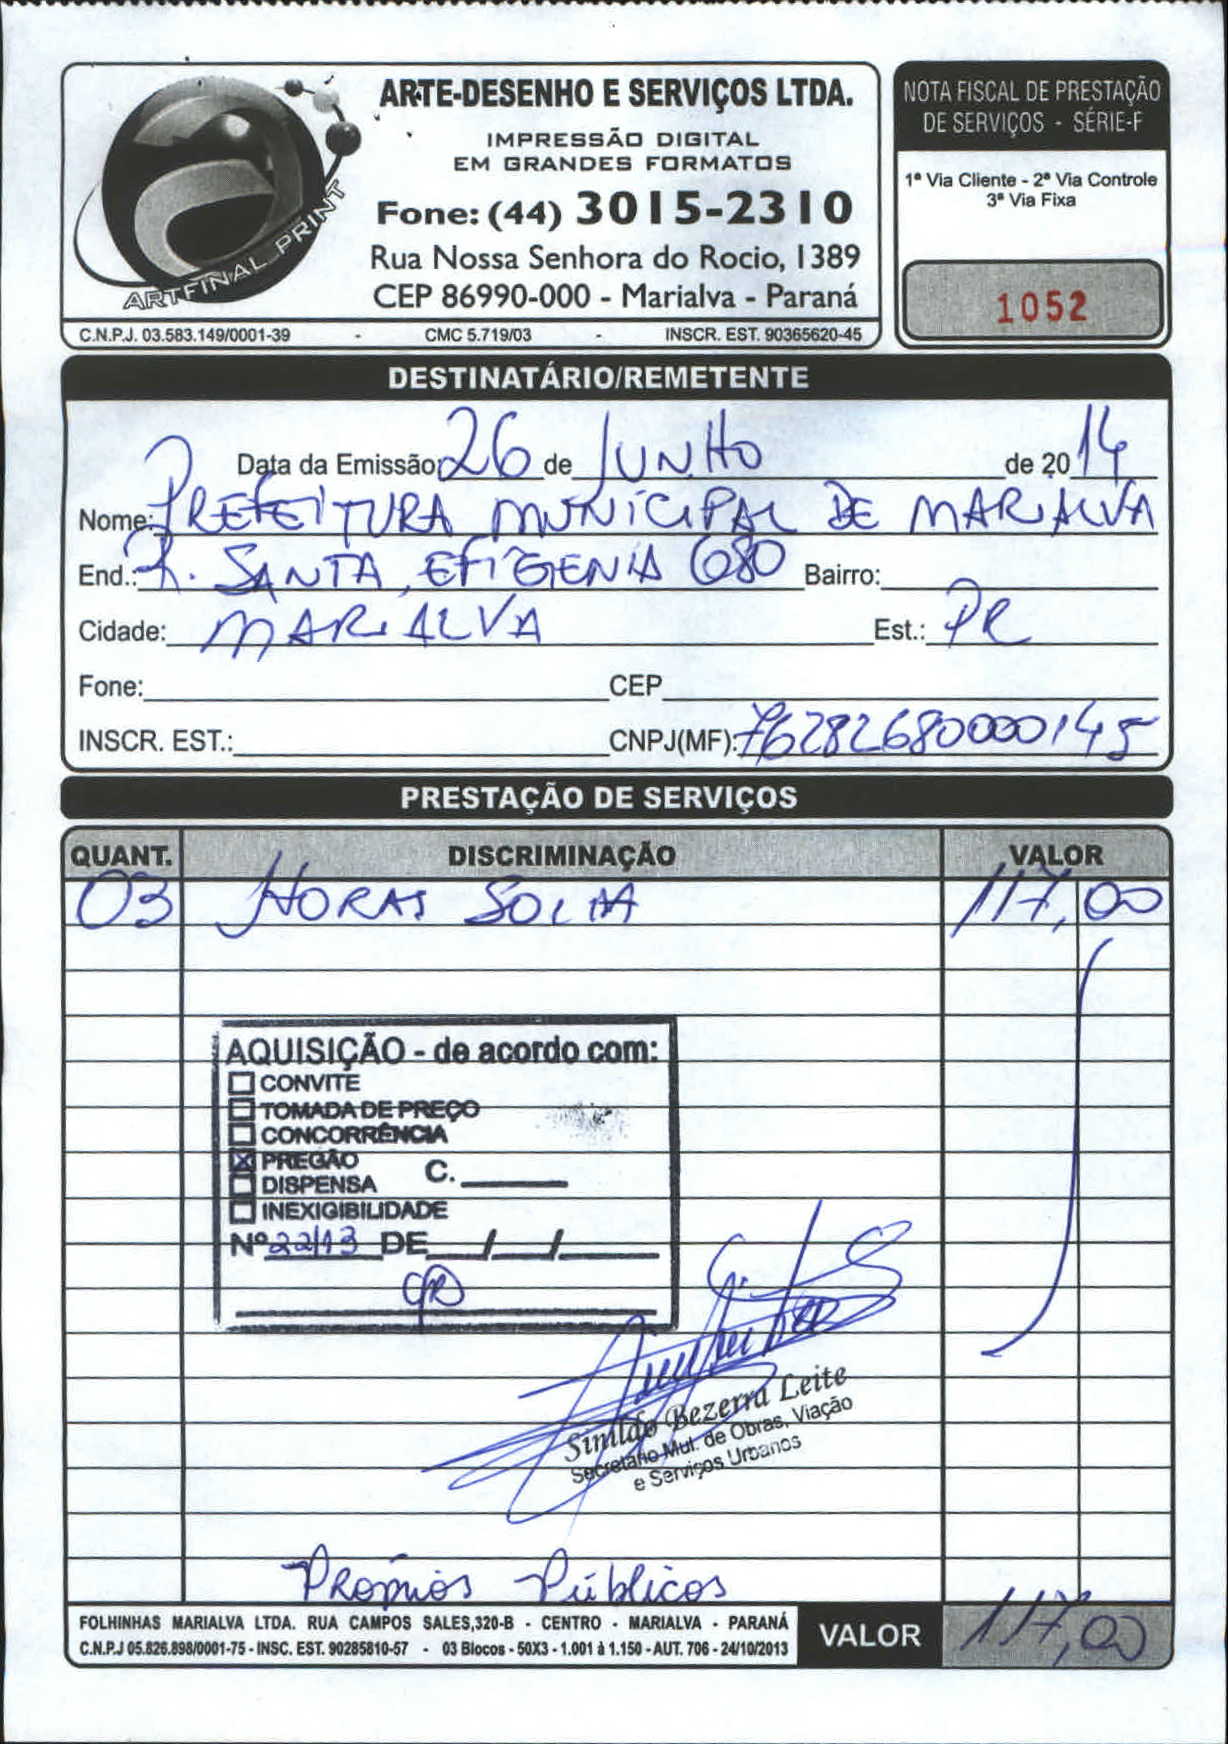 ARTE-DESENHO E SERVIÇOS LTDA.
IMPRESSÃO DIGITAL
EM GRANDES FORMATOS
Fone: (44) 3015-2310
Rua Nossa Senhora do Rocio, 1389
CEP 86990-000 - Marialva - Paraná
ARTFINAL PRINT
C.N.P.J. 03.583.149/0001-39 - CMC 5.719/03 - INSCR. EST. 90365620-45
NOTA FISCAL DE PRESTAÇÃO
DE SERVIÇOS - SÉRIE-F
1ª Via Cliente - 2ª Via Controle
3ª Via Fixa
1052
DESTINATÁRIO/REMETENTE
Data da Emissão: 26 de JUNHO de 2014
Nome: PREFEITURA MUNICIPAL DE MARIALVA
End.: R. SANTA EFIGENIA 680 Bairro:
Cidade: MARIALVA Est.: PR
Fone: CEP
INSCR. EST.: CNPJ(MF): 76282680000145
PRESTAÇÃO DE SERVIÇOS
QUANT. DISCRIMINAÇÃO VALOR
03 HORAS SOLDA 117,00
AQUISIÇÃO - de acordo com:
CONVITE
TOMADA DE PREÇO
CONCORRÊNCIA
X PREGÃO
DISPENSA C.
INEXIGIBILIDADE
Nº 22/13 DE / /
Sinildo Bezerra Leite
Secretário Mul. de Obras, Viação
e Serviços Urbanos
Próprios Públicos
FOLHINHAS MARIALVA LTDA. RUA CAMPOS SALES,320-B - CENTRO - MARIALVA - PARANÁ
C.N.P.J 05.826.898/0001-75 - INSC. EST. 90285810-57 - 03 Blocos - 50X3 - 1.001 à 1.150 - AUT. 706 - 24/10/2013
VALOR 117,00